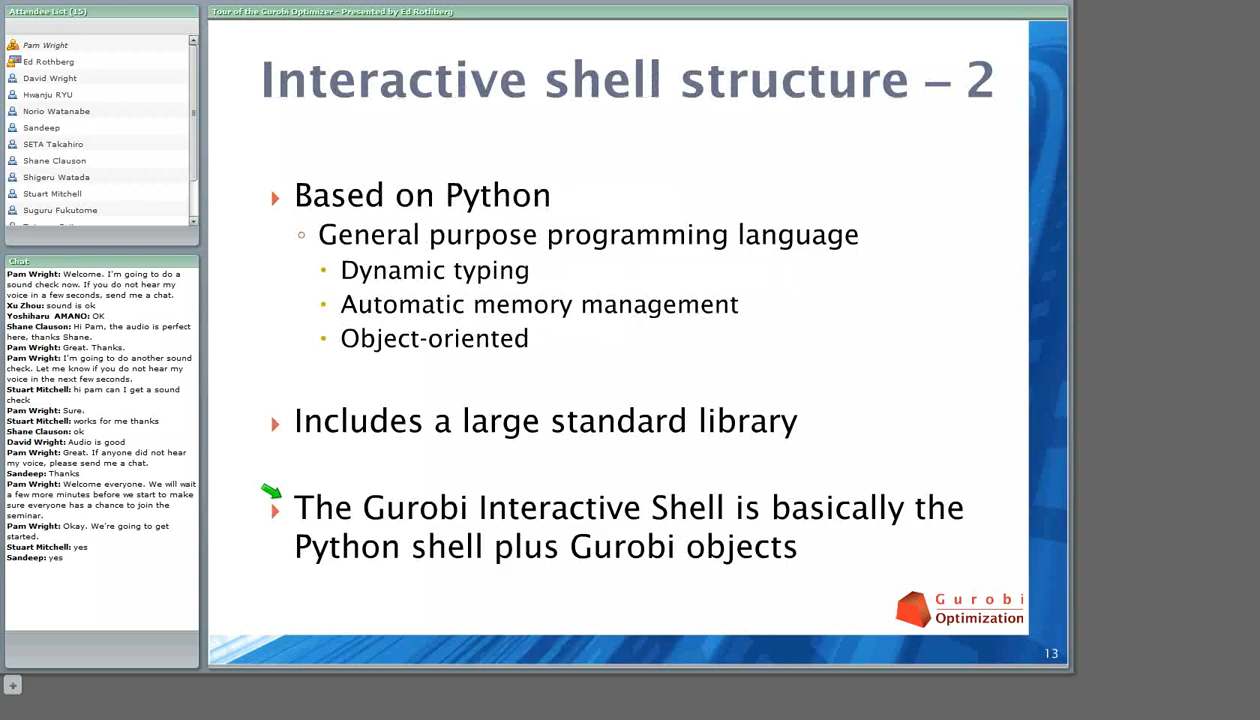 Attendee List (15)
Pam Wright
Ed Rothberg
David Wright
Hwanju RYU
Norio Watanabe
Sandeep
SETA Takahiro
Shane Clauson
Shigeru Watada
Stuart Mitchell
Suguru Fukutome
Chat
Pam Wright: Welcome. I'm going to do a
sound check now. If you do not hear my
voice in a few seconds, send me a chat.
Xu Zhou: sound is ok
Yoshiharu AMANO: OK
Shane Clauson: Hi Pam, the audio is perfect
here, thanks Shane.
Pam Wright: Great. Thanks.
Pam Wright: I'm going to do another sound
check. Let me know if you do not hear my
voice in the next few seconds.
Stuart Mitchell: hi pam can I get a sound
check
Pam Wright: Sure.
Stuart Mitchell: works for me thanks
Shane Clauson: ok
David Wright: Audio is good
Pam Wright: Great. If anyone did not hear
my voice, please send me a chat.
Sandeep: Thanks
Pam Wright: Welcome everyone. We will wait
a few more minutes before we start to make
sure everyone has a chance to join the
seminar.
Pam Wright: Okay. We're going to get
started.
Stuart Mitchell: yes
Sandeep: yes
Tour of the Gurobi Optimizer - Presented by Ed Rothberg
Interactive shell structure – 2
Based on Python
General purpose programming language
Dynamic typing
Automatic memory management
Object-oriented
Includes a large standard library
The Gurobi Interactive Shell is basically the
Python shell plus Gurobi objects
Gurobi
Optimization
13